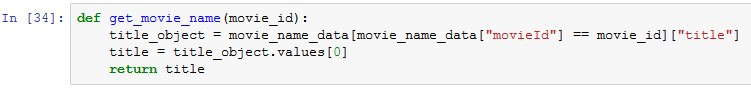 In [34]: def get_movie_name(movie_id):
    title_object = movie_name_data[movie_name_data["movieId"] == movie_id]["title"]
    title = title_object.values[0]
    return title